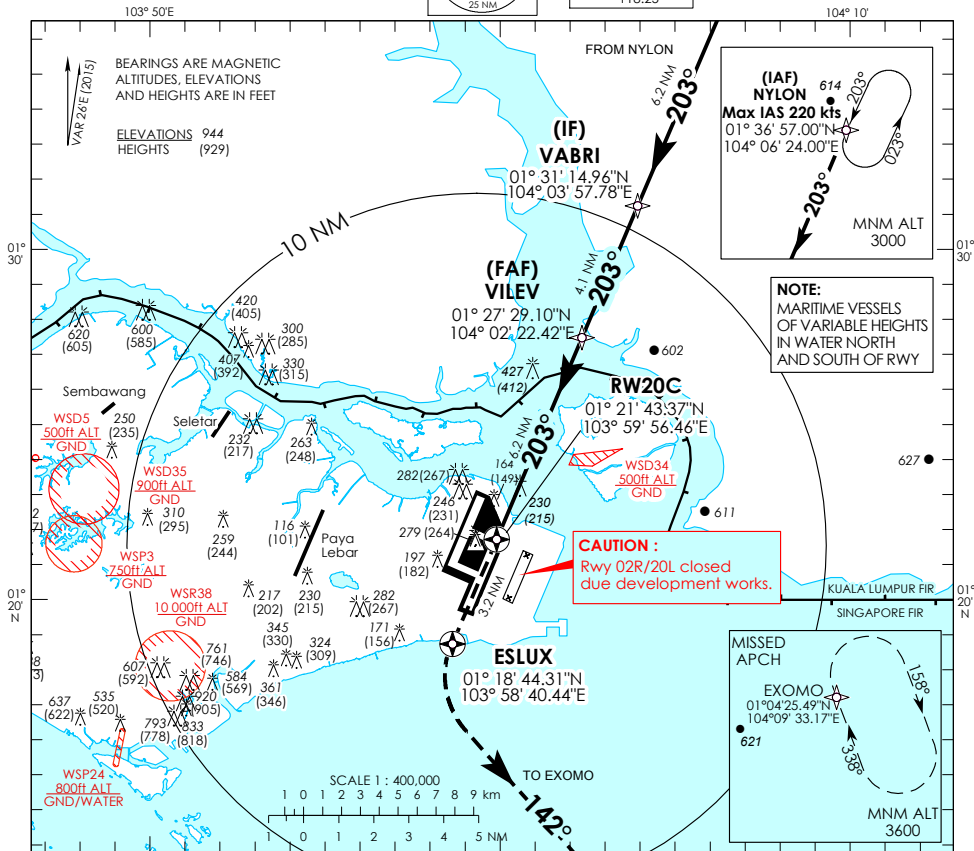 25 NM
103° 50'E
104° 10'
VAR 26'E (2015)
BEARINGS ARE MAGNETIC
ALTITUDES, ELEVATIONS
AND HEIGHTS ARE IN FEET
ELEVATIONS 944
HEIGHTS (929)
FROM NYLON
6.2 NM
203°
(IF)
VABRI
01° 31' 14.96"N
104° 03' 57.78"E
(IAF)
NYLON
Max IAS 220 kts
01° 36' 57.00"N
104° 06' 24.00"E
614
203°
023°
203°
MNM ALT
3000
01°
30'
01°
30'
N
10 NM
4.1 NM
203°
(FAF)
VILEV
01° 27' 29.10"N
104° 02' 22.42"E
NOTE:
MARITIME VESSELS
OF VARIABLE HEIGHTS
IN WATER NORTH
AND SOUTH OF RWY
620
(605)
600
(585)
420
(405)
300
(285)
407
(392)
330
(315)
427
(412)
602
RW20C
01° 21' 43.37"N
103° 59' 56.46"E
6.2 NM
203°
Sembawang
Seletar
WSD5
500ft ALT
GND
250
(235)
232
(217)
263
(248)
WSD35
900ft ALT
GND
282(267)
164
(149)
246
(231)
230
(215)
WSD34
500ft ALT
GND
627
611
310
(295)
259
(244)
116
(101)
Paya
Lebar
279 (264)
197
(182)
WSP3
750ft ALT
GND
CAUTION :
Rwy 02R/20L closed
due development works.
KUALA LUMPUR FIR
SINGAPORE FIR
01°
20'
01°
20'
N
WSR38
10 000ft ALT
GND
217
(202)
230
(215)
282
(267)
3.2 NM
345
(330)
324
(309)
171
(156)
361
(346)
607
(592)
761
(746)
584
(569)
920
(905)
637
(622)
535
(520)
793
(778)
833
(818)
ESLUX
01° 18' 44.31"N
103° 58' 40.44"E
WSP24
800ft ALT
GND/WATER
TO EXOMO
142°
SCALE 1 : 400,000
1 0 1 2 3 4 5 6 7 8 9 km
1 0 1 2 3 4 5 NM
MISSED
APCH
EXOMO
01°04'25.49"N
104°09' 33.17"E
621
158°
338°
MNM ALT
3600